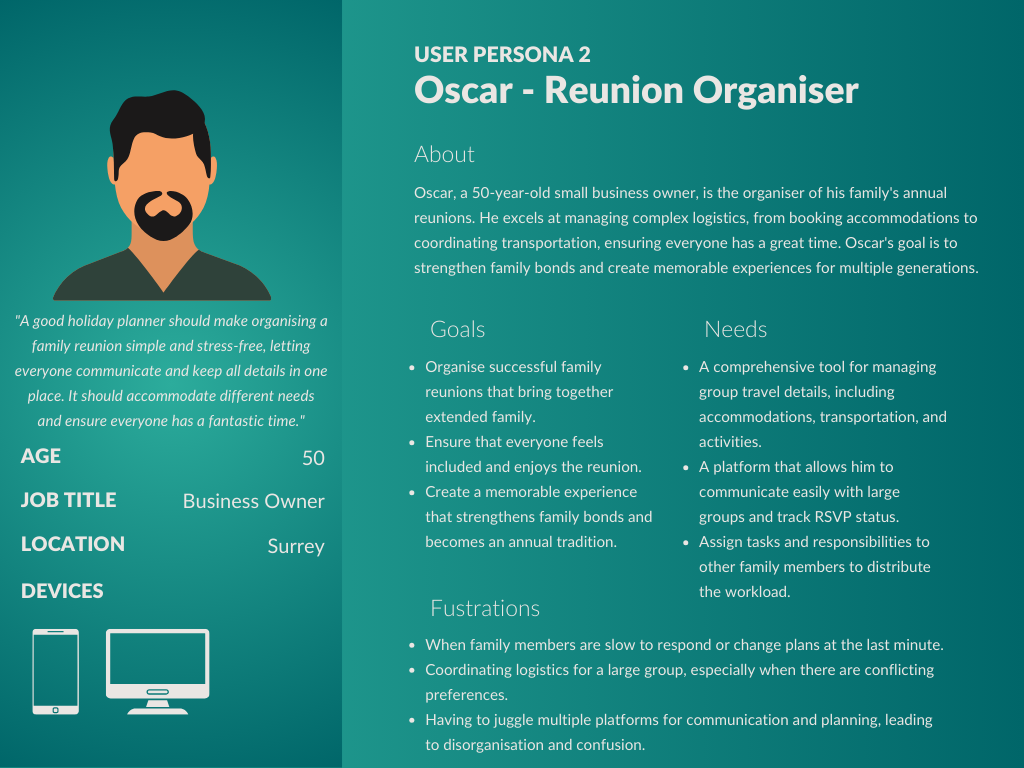 USER PERSONA 2
Oscar - Reunion Organiser
About
Oscar, a 50-year-old small business owner, is the organiser of his family's annual
reunions. He excels at managing complex logistics, from booking accommodations to
coordinating transportation, ensuring everyone has a great time. Oscar's goal is to
strengthen family bonds and create memorable experiences for multiple generations.
"A good holiday planner should make organising a
family reunion simple and stress-free, letting
everyone communicate and keep all details in one
place. It should accommodate different needs
and ensure everyone has a fantastic time."
AGE 50
JOB TITLE Business Owner
LOCATION Surrey
DEVICES
Goals
• Organise successful family
reunions that bring together
extended family.
• Ensure that everyone feels
included and enjoys the reunion.
• Create a memorable experience
that strengthens family bonds and
becomes an annual tradition.
Needs
• A comprehensive tool for managing
group travel details, including
accommodations, transportation, and
activities.
• A platform that allows him to
communicate easily with large
groups and track RSVP status.
• Assign tasks and responsibilities to
other family members to distribute
the workload.
Fustrations
• When family members are slow to respond or change plans at the last minute.
• Coordinating logistics for a large group, especially when there are conflicting
preferences.
• Having to juggle multiple platforms for communication and planning, leading
to disorganisation and confusion.